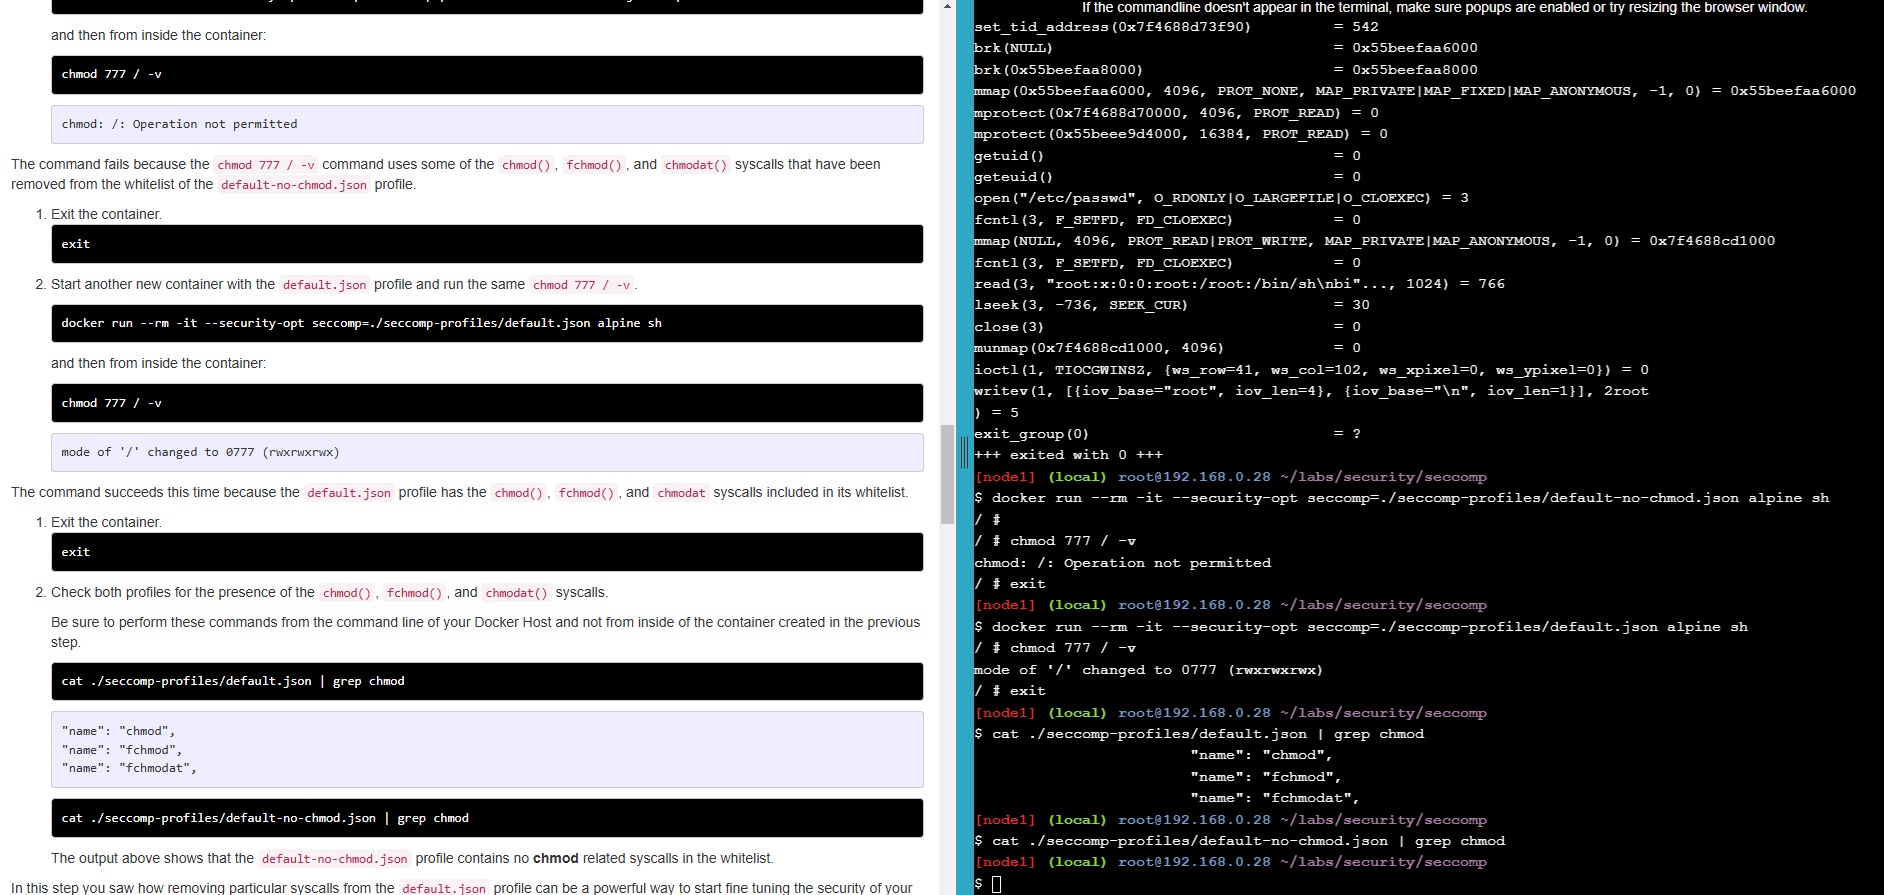 and then from inside the container:
chmod 777 / -v
chmod: /: Operation not permitted
The command fails because the chmod 777 / -v command uses some of the chmod() , fchmod() , and chmodat() syscalls that have been
removed from the whitelist of the default-no-chmod.json profile.
1. Exit the container.
exit
2. Start another new container with the default.json profile and run the same chmod 777 / -v .
docker run --rm -it --security-opt seccomp=./seccomp-profiles/default.json alpine sh
and then from inside the container:
chmod 777 / -v
mode of '/' changed to 0777 (rwxrwxrwx)
The command succeeds this time because the default.json profile has the chmod() , fchmod() , and chmodat syscalls included in its whitelist.
1. Exit the container.
exit
2. Check both profiles for the presence of the chmod() , fchmod() , and chmodat() syscalls.
Be sure to perform these commands from the command line of your Docker Host and not from inside of the container created in the previous
step.
cat ./seccomp-profiles/default.json | grep chmod
"name": "chmod",
"name": "fchmod",
"name": "fchmodat",
cat ./seccomp-profiles/default-no-chmod.json | grep chmod
The output above shows that the default-no-chmod.json profile contains no chmod related syscalls in the whitelist.
In this step you saw how removing particular syscalls from the default.json profile can be a powerful way to start fine tuning the security of your
If the commandline doesn't appear in the terminal, make sure popups are enabled or try resizing the browser window.
set_tid_address(0x7f4688d73f90) = 542
brk(NULL) = 0x55beefaa6000
brk(0x55beefaa8000) = 0x55beefaa8000
mmap(0x55beefaa6000, 4096, PROT_NONE, MAP_PRIVATE|MAP_FIXED|MAP_ANONYMOUS, -1, 0) = 0x55beefaa6000
mprotect(0x7f4688d70000, 4096, PROT_READ) = 0
mprotect(0x55beee9d4000, 16384, PROT_READ) = 0
getuid() = 0
geteuid() = 0
open("/etc/passwd", O_RDONLY|O_LARGEFILE|O_CLOEXEC) = 3
fcntl(3, F_SETFD, FD_CLOEXEC) = 0
mmap(NULL, 4096, PROT_READ|PROT_WRITE, MAP_PRIVATE|MAP_ANONYMOUS, -1, 0) = 0x7f4688cd1000
fcntl(3, F_SETFD, FD_CLOEXEC) = 0
read(3, "root:x:0:0:root:/root:/bin/sh\nbi"..., 1024) = 766
lseek(3, -736, SEEK_CUR) = 30
close(3) = 0
munmap(0x7f4688cd1000, 4096) = 0
ioctl(1, TIOCGWINSZ, {ws_row=41, ws_col=102, ws_xpixel=0, ws_ypixel=0}) = 0
writev(1, [{iov_base="root", iov_len=4}, {iov_base="\n", iov_len=1}], 2root
) = 5
exit_group(0) = ?
+++ exited with 0 +++
[node1] (local) root@192.168.0.28 ~/labs/security/seccomp
$ docker run --rm -it --security-opt seccomp=./seccomp-profiles/default-no-chmod.json alpine sh
/ #
/ # chmod 777 / -v
chmod: /: Operation not permitted
/ # exit
[node1] (local) root@192.168.0.28 ~/labs/security/seccomp
$ docker run --rm -it --security-opt seccomp=./seccomp-profiles/default.json alpine sh
/ # chmod 777 / -v
mode of '/' changed to 0777 (rwxrwxrwx)
/ # exit
[node1] (local) root@192.168.0.28 ~/labs/security/seccomp
$ cat ./seccomp-profiles/default.json | grep chmod
"name": "chmod",
"name": "fchmod",
"name": "fchmodat",
[node1] (local) root@192.168.0.28 ~/labs/security/seccomp
$ cat ./seccomp-profiles/default-no-chmod.json | grep chmod
[node1] (local) root@192.168.0.28 ~/labs/security/seccomp
$